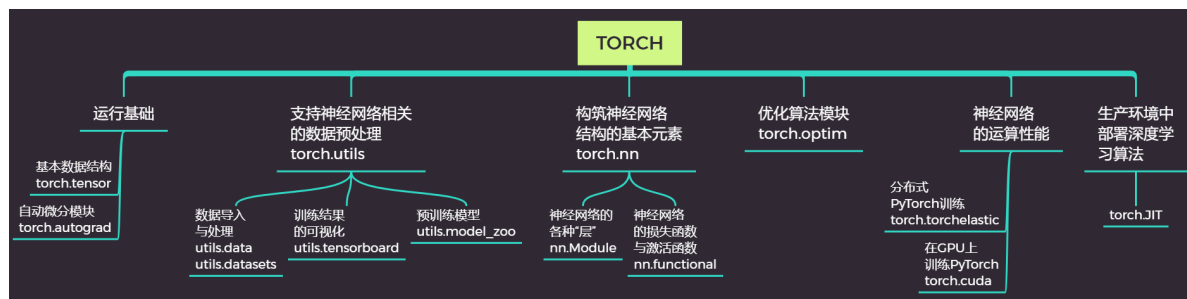 TORCH
运行基础
基本数据结构
torch.tensor
自动微分模块
torch.autograd
支持神经网络相关
的数据预处理
torch.utils
数据导入
与处理
utils.data
utils.datasets
训练结果
的可视化
utils.tensorboard
预训练模型
utils.model_zoo
构筑神经网络
结构的基本元素
torch.nn
神经网络的
各种“层”
nn.Module
神经网络
的损失函数
与激活函数
nn.functional
优化算法模块
torch.optim
神经网络
的运算性能
分布式
PyTorch训练
torch.torchelastic
在GPU上
训练PyTorch
torch.cuda
生产环境中
部署深度学
习算法
torch.JIT